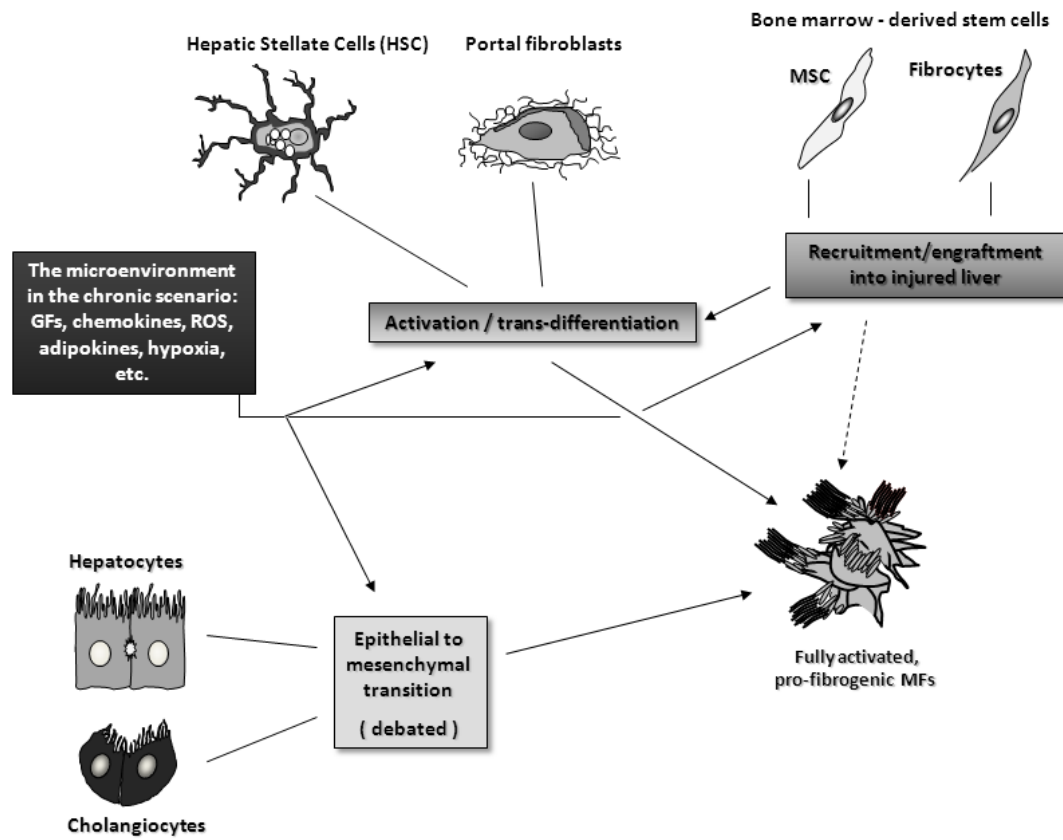 Bone marrow - derived stem cells
Hepatic Stellate Cells (HSC)
Portal fibroblasts
MSC
Fibrocytes
The microenvironment
in the chronic scenario:
GFs, chemokines, ROS,
adipokines, hypoxia,
etc.
Activation / trans-differentiation
Recruitment/engraftment
into injured liver
Hepatocytes
Cholangiocytes
Epithelial to
mesenchymal
transition
( debated )
Fully activated,
pro-fibrogenic MFs